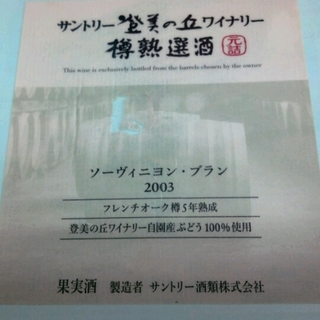 サントリー登美の丘ワイナリー
樽熟選酒 元詰
This wine is exclusively bottled from the barrels chosen by the owner
ソーヴィニヨン・ブラン
2003
フレンチオーク樽5年熟成
登美の丘ワイナリー自園産ぶどう100%使用
果実酒 製造者 サントリー酒類株式会社